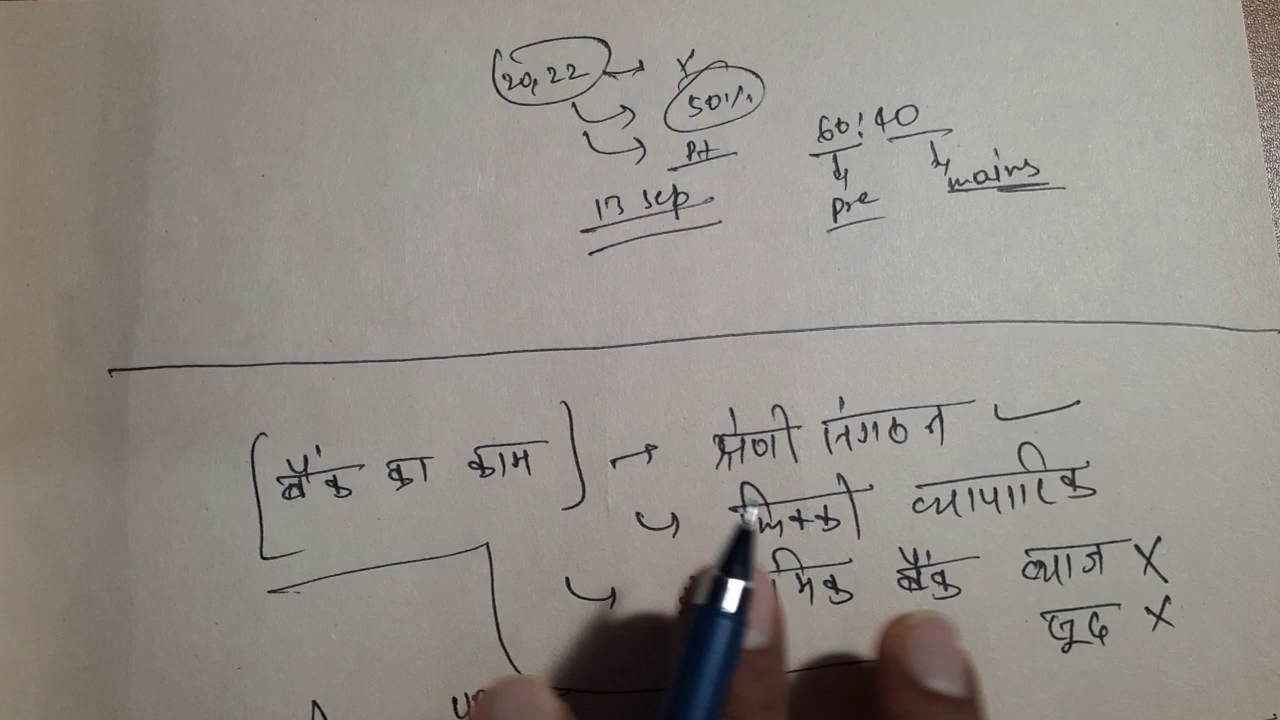 20, 22 → x
50%
Pt
13 sep
60:40
pre
mains
बैंक का काम → श्रेणी संगठन
व्यापारिक
बैंक ब्याज X
सूद X